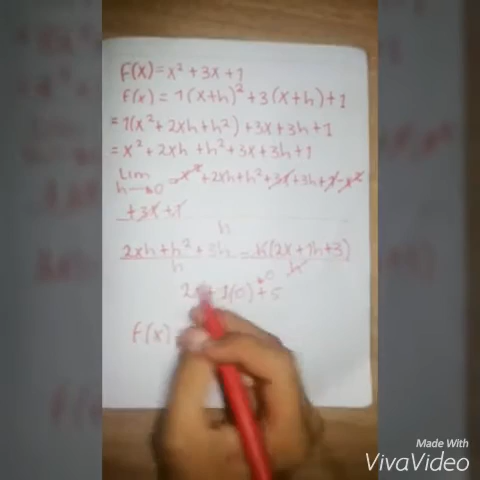 F(x) = x² + 3x + 1
F(x) = 1(x+h)² + 3(x+h) + 1
= 1(x² + 2xh + h²) + 3x + 3h + 1
= x² + 2xh + h² + 3x + 3h + 1
Lim = x² + 2xh + h² + 3x + 3h + 1 - x²
h→0
+ 3x + 1
h
2xh + h² + 3h = h(2x + 1h + 3)
h h
0
1(0) +
f(x)
Made With
VivaVideo